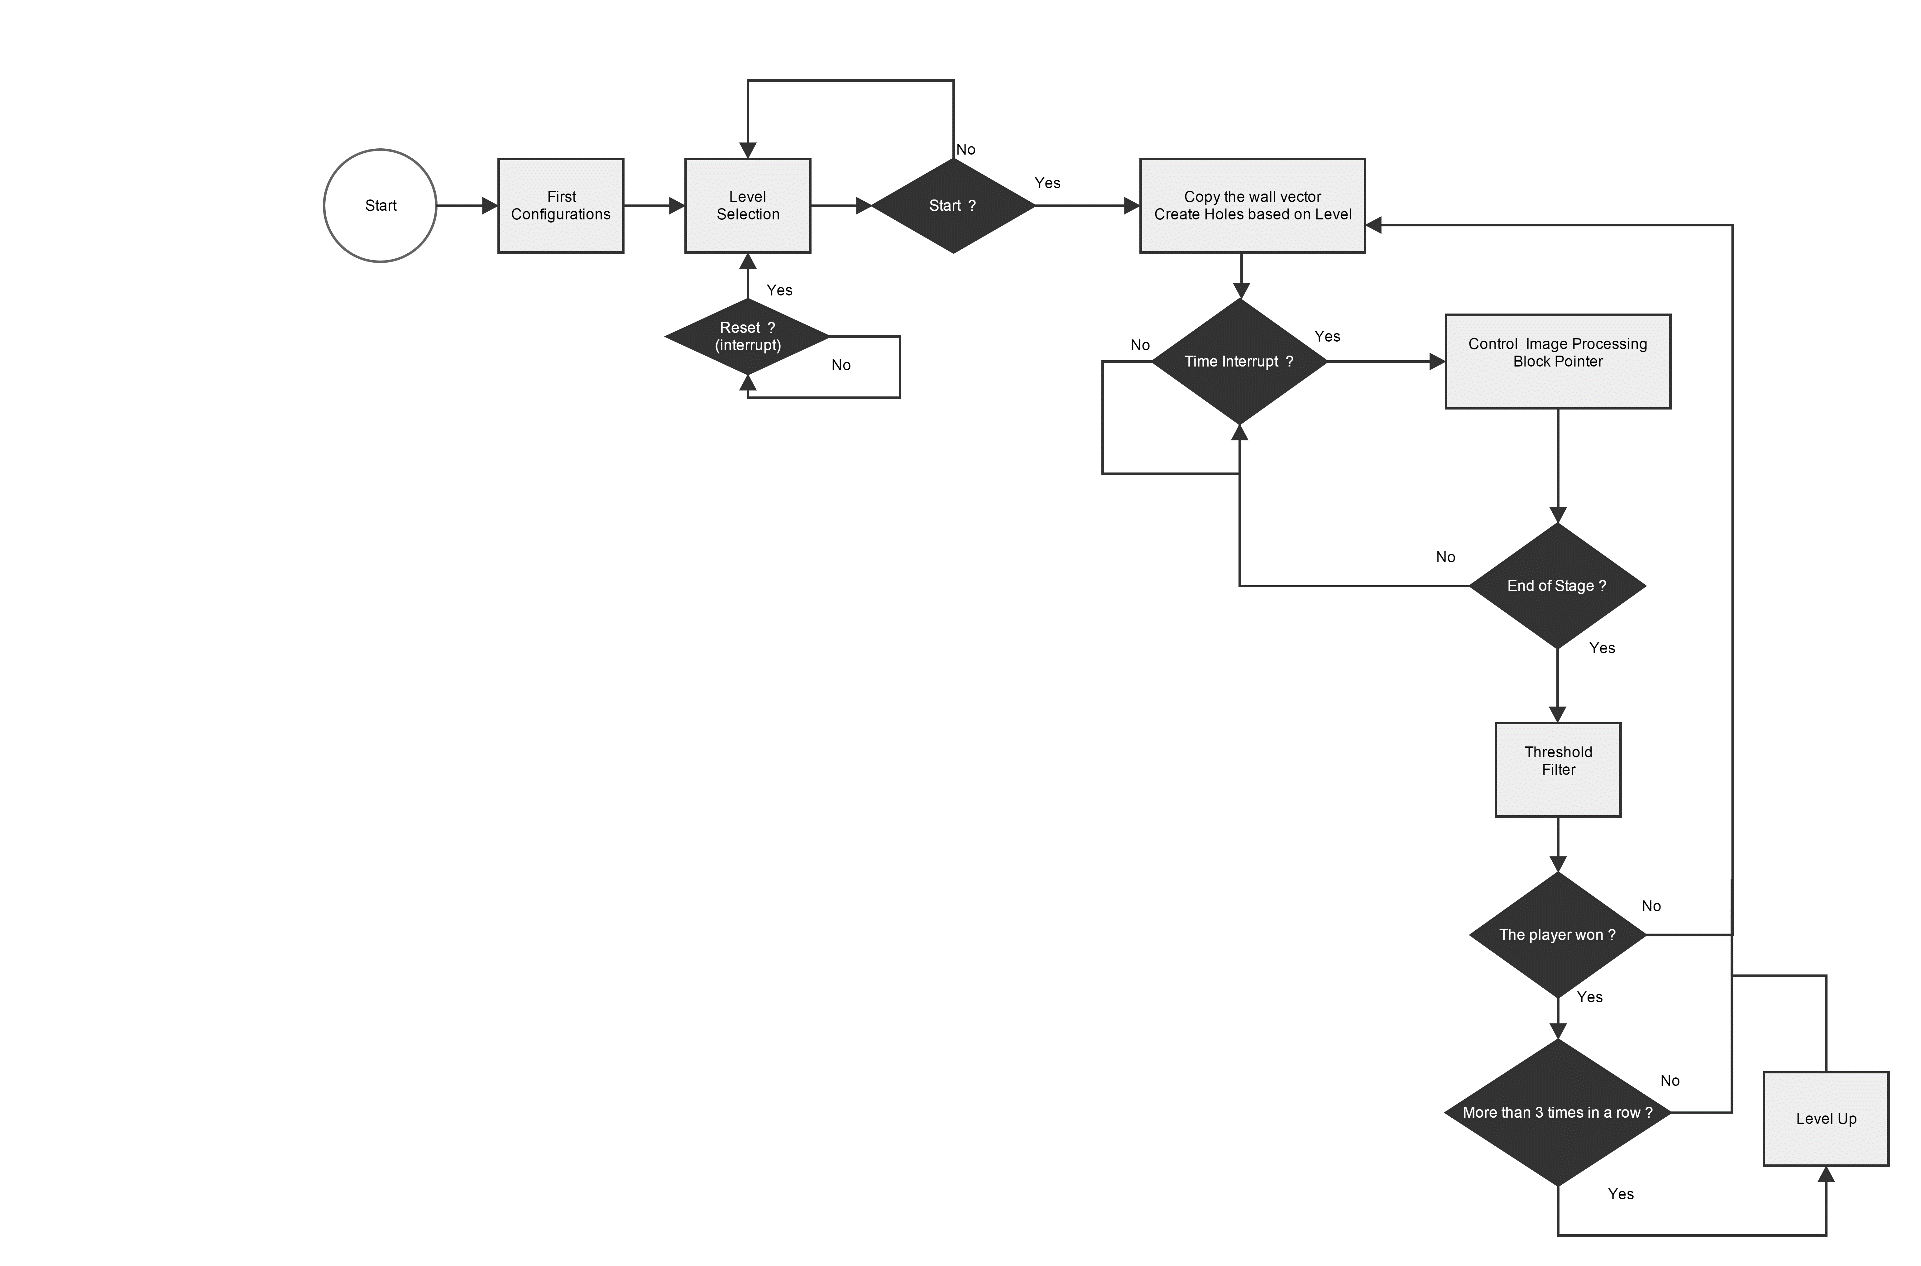 No
Start
First
Configurations
Level
Selection
Start ?
Yes
Copy the wall vector
Create Holes based on Level
Yes
Reset ?
(interrupt)
No
No
Time Interrupt ?
Yes
Control Image Processing
Block Pointer
No
End of Stage ?
Yes
Threshold
Filter
No
The player won ?
Yes
No
More than 3 times in a row ?
Level Up
Yes